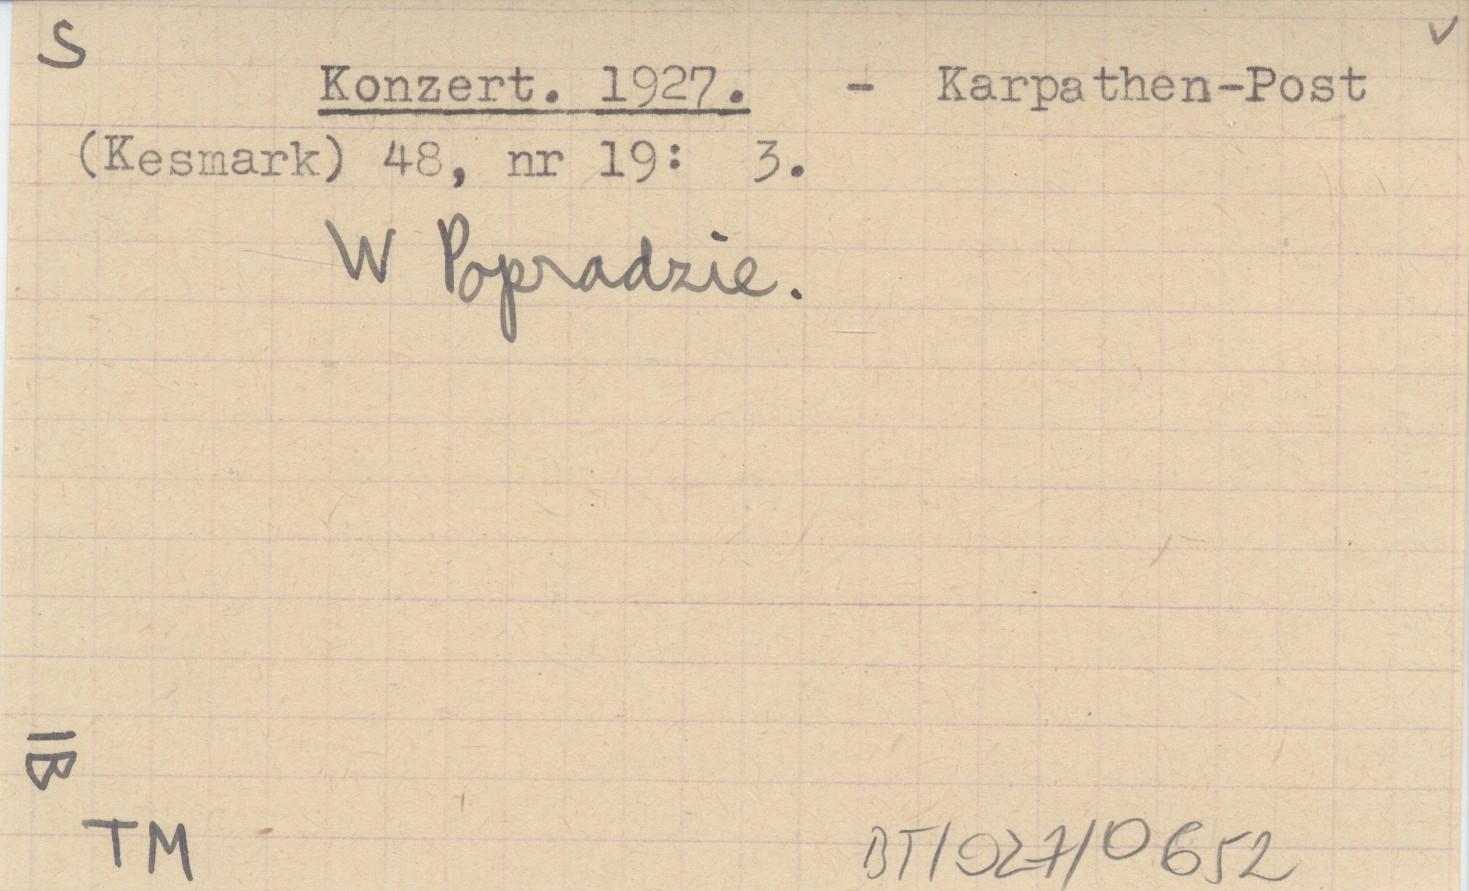 S
v
Konzert. 1927. - Karpathen-Post
(Kesmark) 48, nr 19: 3.
W Popradzie.
IB
TM
BT/027/0652